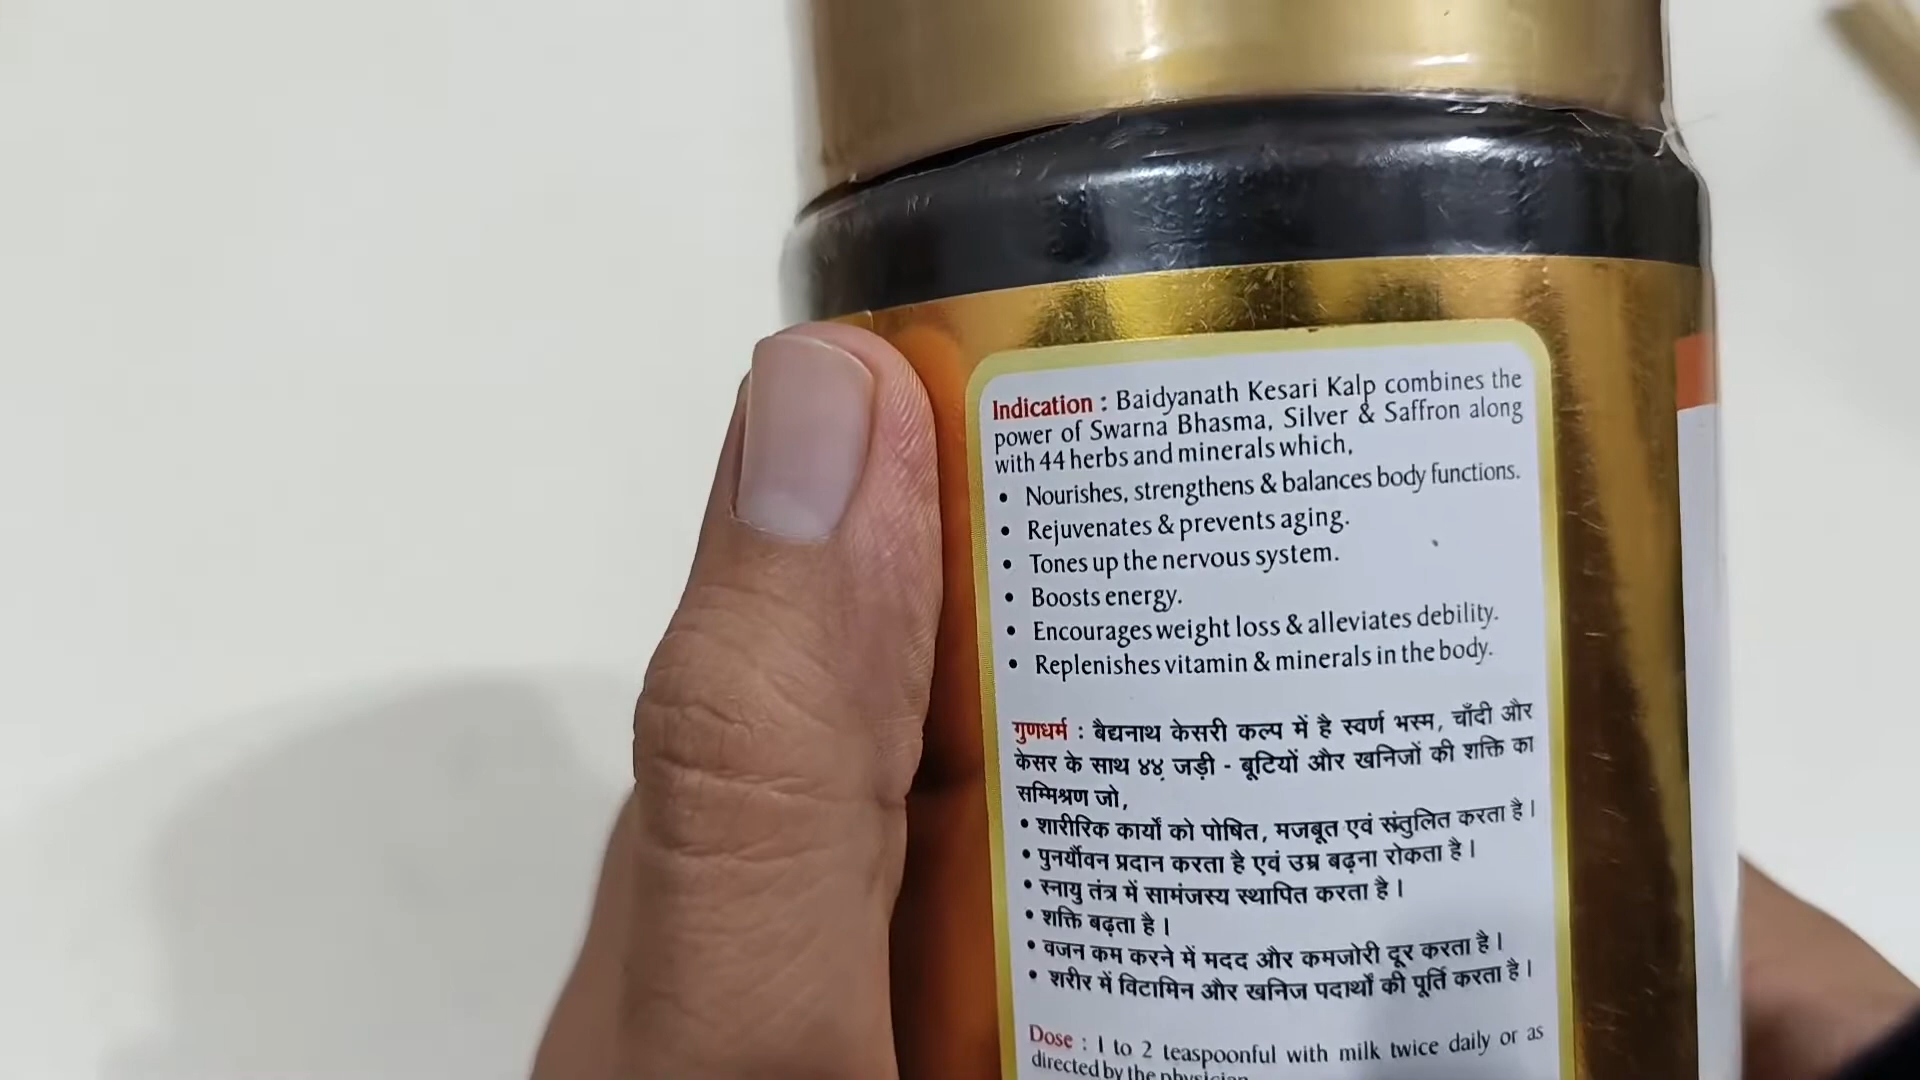 Indication : Baidyanath Kesari Kalp combines the
power of Swarna Bhasma, Silver & Saffron along
with 44 herbs and minerals which,
• Nourishes, strengthens & balances body functions.
• Rejuvenates & prevents aging.
• Tones up the nervous system.
• Boosts energy.
• Encourages weight loss & alleviates debility.
• Replenishes vitamin & minerals in the body.
गुणधर्म : बैद्यनाथ केसरी कल्प में है स्वर्ण भस्म, चाँदी और
केसर के साथ ४४ जड़ी - बूटियों और खनिजों की शक्ति का
सम्मिश्रण जो,
• शारीरिक कार्यों को पोषित, मजबूत एवं संतुलित करता है।
• पुनर्यौवन प्रदान करता है एवं उम्र बढ़ना रोकता है।
• स्नायु तंत्र में सामंजस्य स्थापित करता है।
• शक्ति बढ़ता है।
• वजन कम करने में मदद और कमजोरी दूर करता है।
• शरीर में विटामिन और खनिज पदार्थों की पूर्ति करता है।
Dose : 1 to 2 teaspoonful with milk twice daily or as
directed by the physician